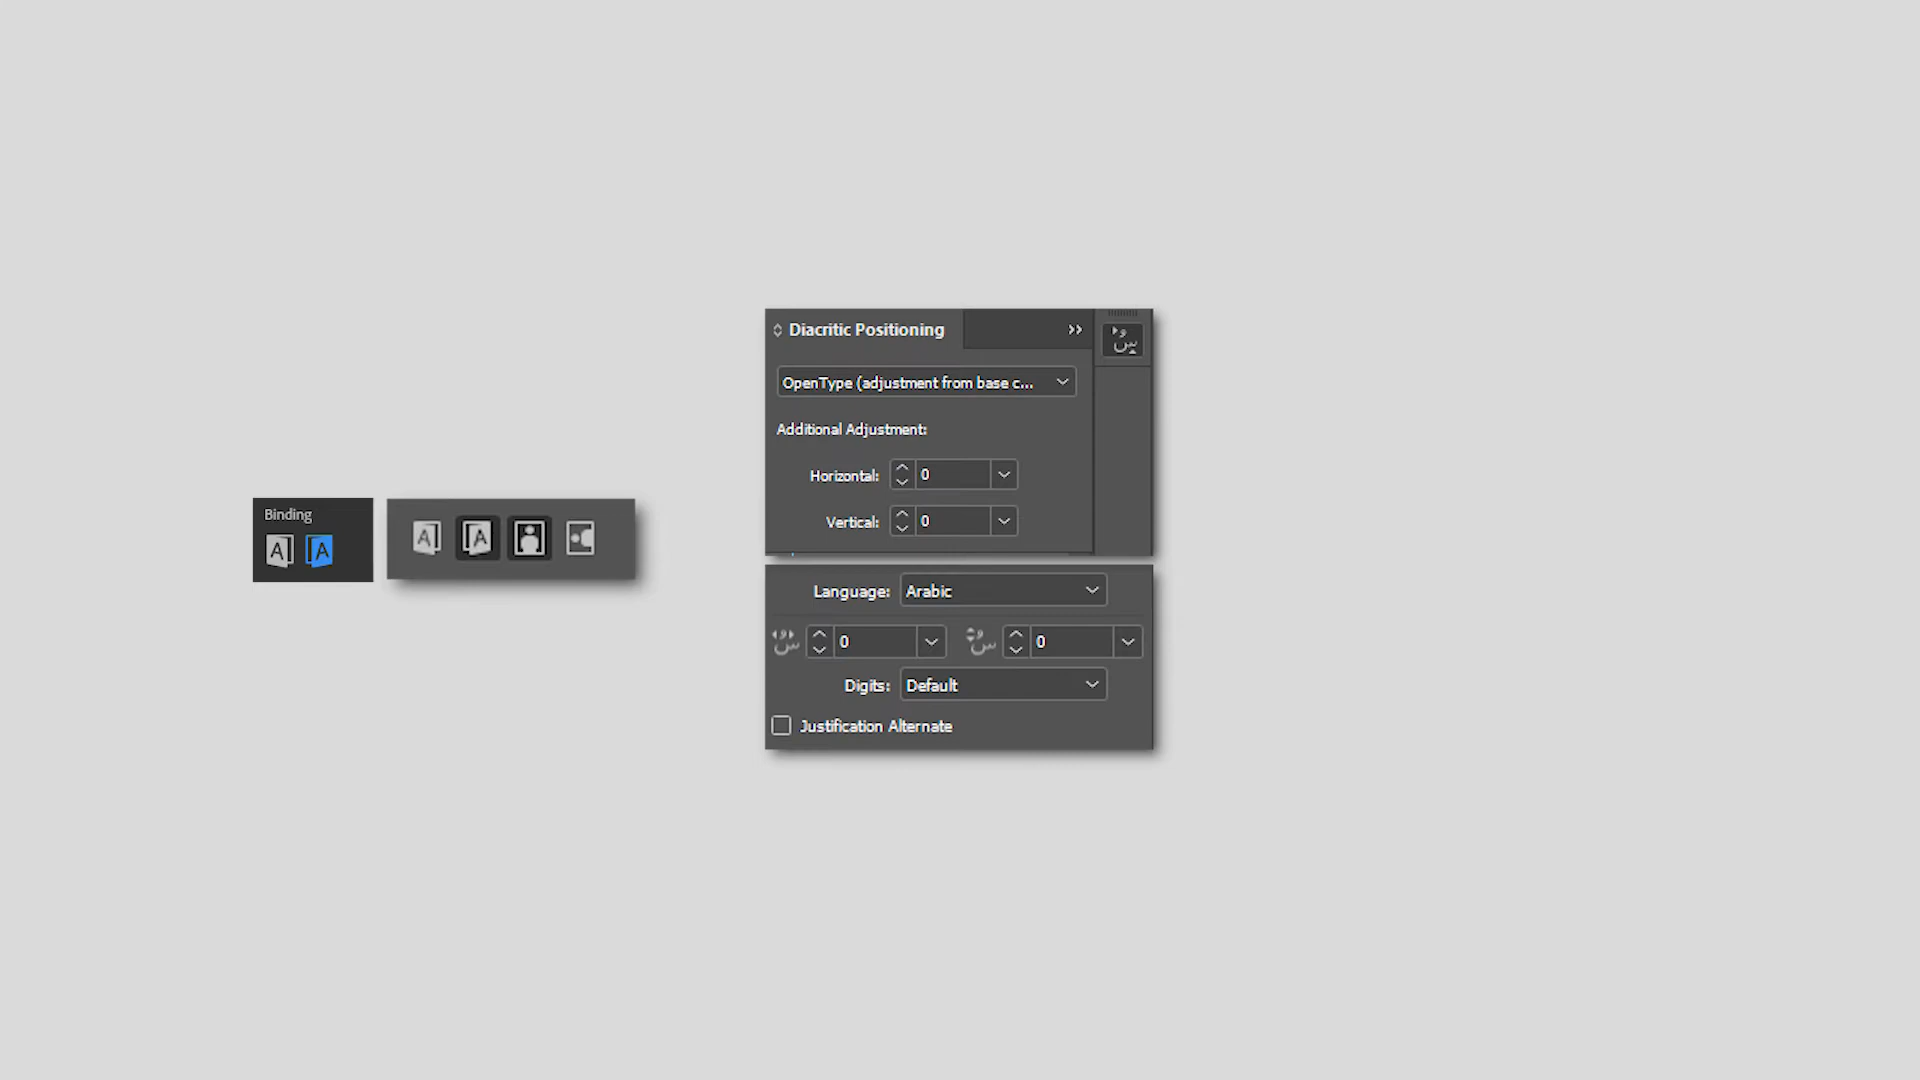 Binding
Diacritic Positioning
OpenType (adjustment from base c...
Additional Adjustment:
Horizontal: 0
Vertical: 0
Language: Arabic
0 0
Digits: Default
Justification Alternate